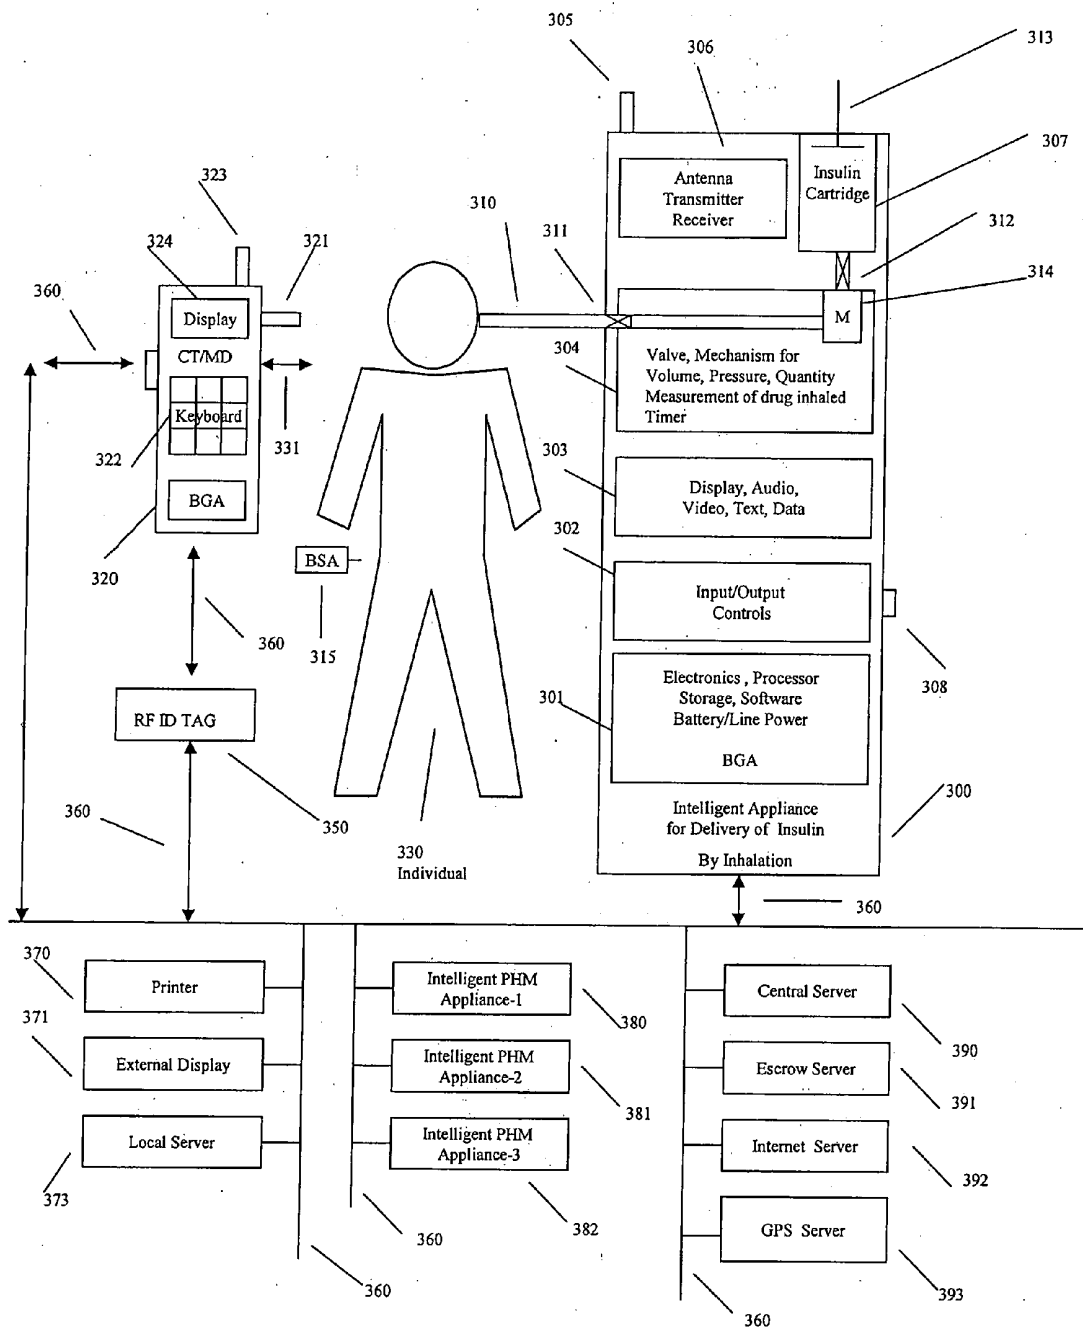 305
306
313
307
Antenna
Transmitter
Receiver
Insulin
Cartridge
323
310
312
324
321
311
314
360
Display
M
CT/MD
304
Valve, Mechanism for
Volume, Pressure, Quantity
Measurement of drug inhaled
Timer
Keyboard
322
331
303
BGA
Display, Audio,
Video, Text, Data
302
320
BSA
Input/Output
Controls
360
315
308
301
Electronics , Processor
Storage, Software
Battery/Line Power
BGA
RF ID TAG
300
360
350
Intelligent Appliance
for Delivery of Insulin
By Inhalation
330
Individual
360
370
Printer
Intelligent PHM
Appliance-1
380
Central Server
390
371
External Display
Intelligent PHM
Appliance-2
381
Escrow Server
391
Local Server
373
Intelligent PHM
Appliance-3
382
Internet Server
392
360
360
GPS Server
393
360